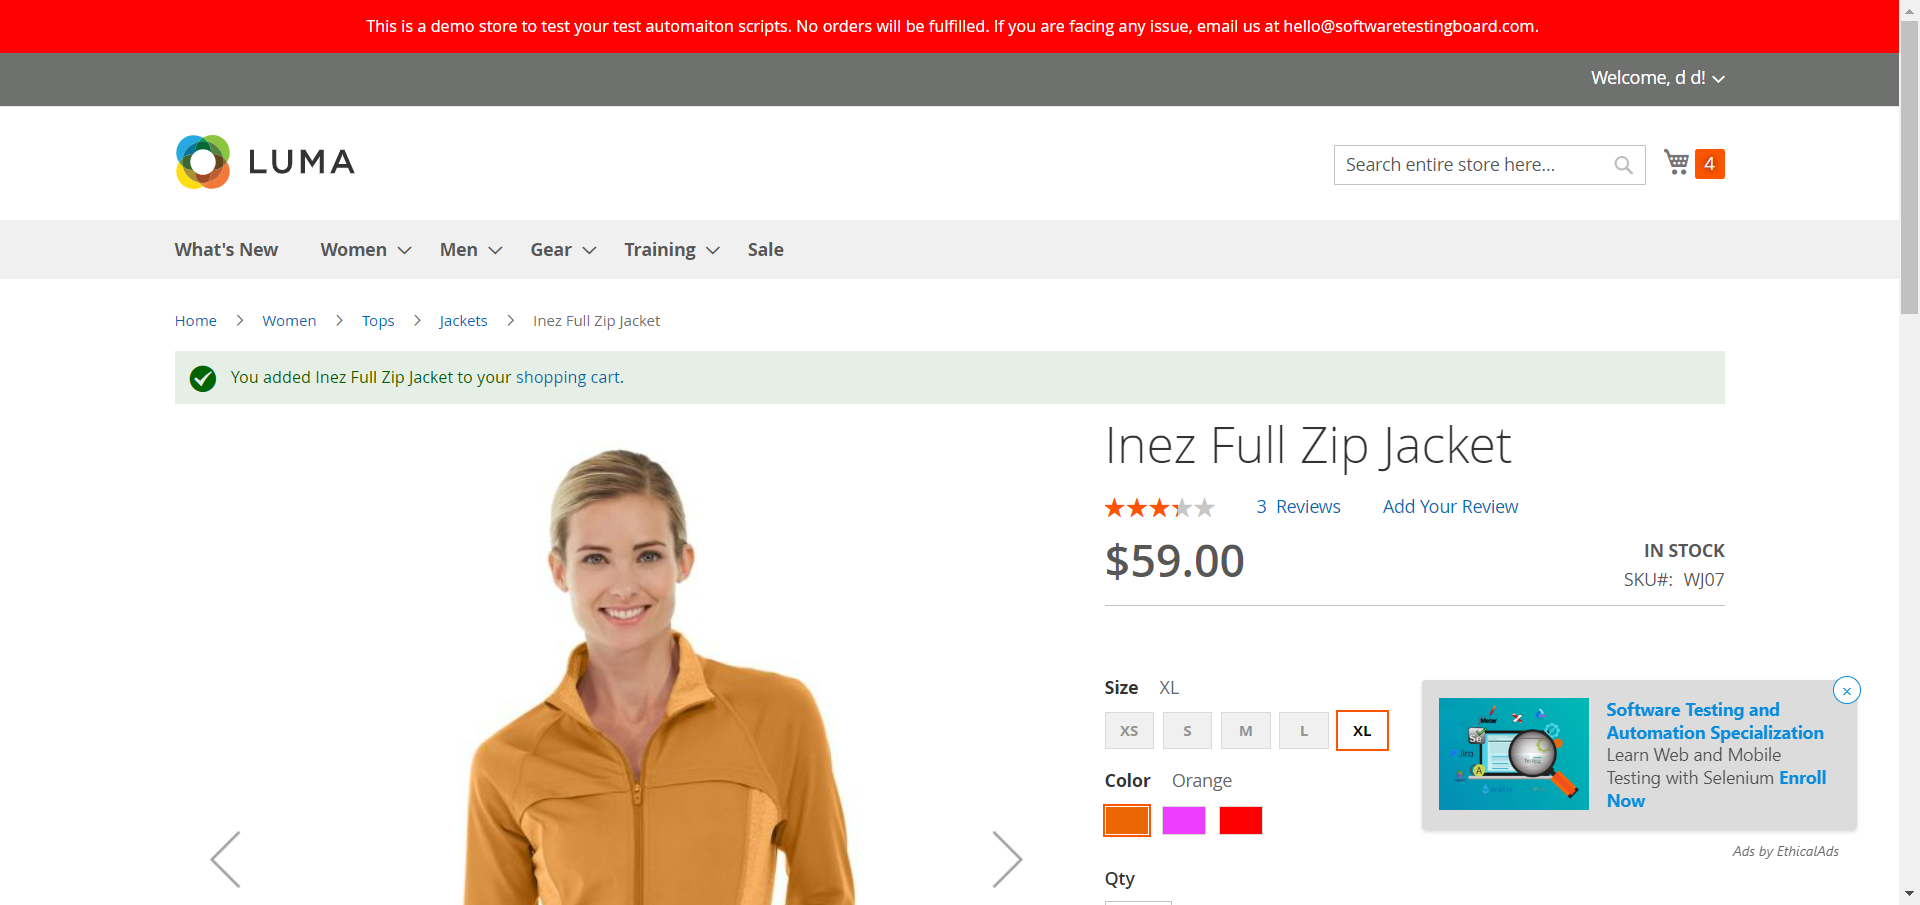 This is a demo store to test your test automaiton scripts. No orders will be fulfilled. If you are facing any issue, email us at hello@softwaretestingboard.com.
Welcome, d d!
LUMA
Search entire store here...
4
What's New
Women
Men
Gear
Training
Sale
Home > Women > Tops > Jackets > Inez Full Zip Jacket
You added Inez Full Zip Jacket to your shopping cart.
Inez Full Zip Jacket
3 Reviews
Add Your Review
$59.00
IN STOCK
SKU#: WJ07
Size XL
XS
S
M
L
XL
Color Orange
Qty
×
Software Testing and
Automation Specialization
Learn Web and Mobile
Testing with Selenium Enroll
Now
Meter
Se
Jira
A
Ads by EthicalAds